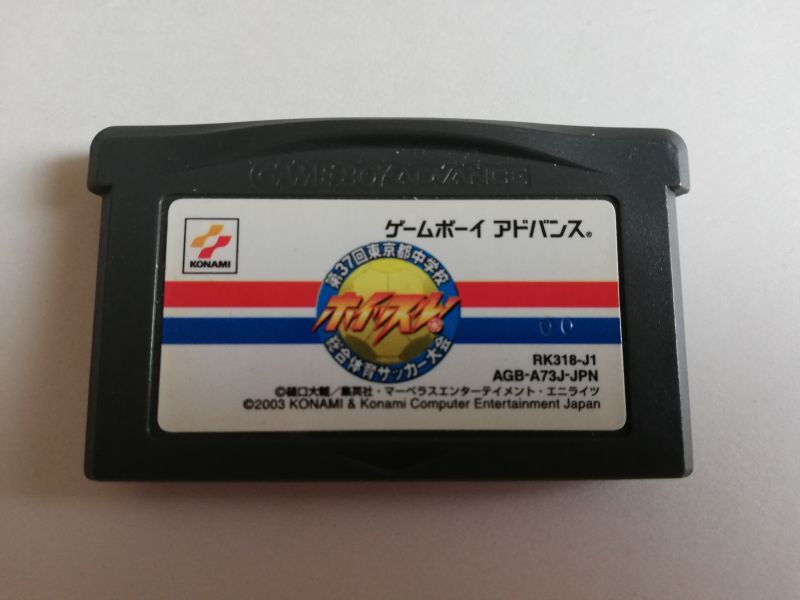 GAME BOY ADVANCE
KONAMI
ゲームボーイ アドバンス®
第37回東京都中学校
ホイッスル!
総合体育サッカー大会
00
RK318-J1
AGB-A73J-JPN
©樋口大輔／集英社・マーベラスエンターテイメント・エニライツ
©2003 KONAMI & Konami Computer Entertainment Japan